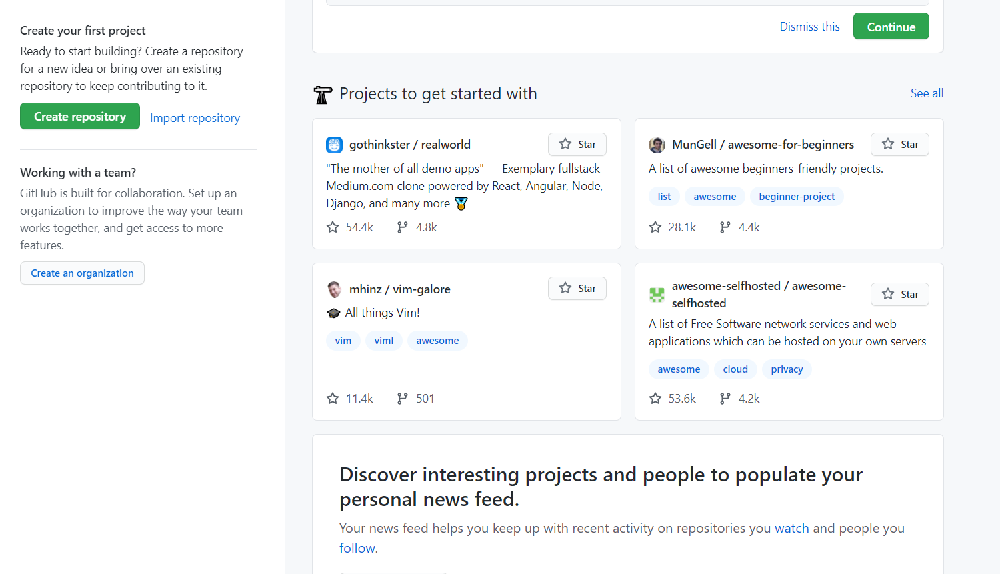 Create your first project
Ready to start building? Create a repository
for a new idea or bring over an existing
repository to keep contributing to it.
Create repository
Import repository
Working with a team?
GitHub is built for collaboration. Set up an
organization to improve the way your team
works together, and get access to more
features.
Create an organization
Dismiss this
Continue
Projects to get started with
See all
gothinkster / realworld
Star
"The mother of all demo apps" — Exemplary fullstack
Medium.com clone powered by React, Angular, Node,
Django, and many more 🏅
54.4k
4.8k
MunGell / awesome-for-beginners
Star
A list of awesome beginners-friendly projects.
list
awesome
beginner-project
28.1k
4.4k
mhinz / vim-galore
Star
🎓 All things Vim!
vim
viml
awesome
11.4k
501
awesome-selfhosted / awesome-
selfhosted
Star
A list of Free Software network services and web
applications which can be hosted on your own servers
awesome
cloud
privacy
53.6k
4.2k
Discover interesting projects and people to populate your
personal news feed.
Your news feed helps you keep up with recent activity on repositories you watch and people you
follow.